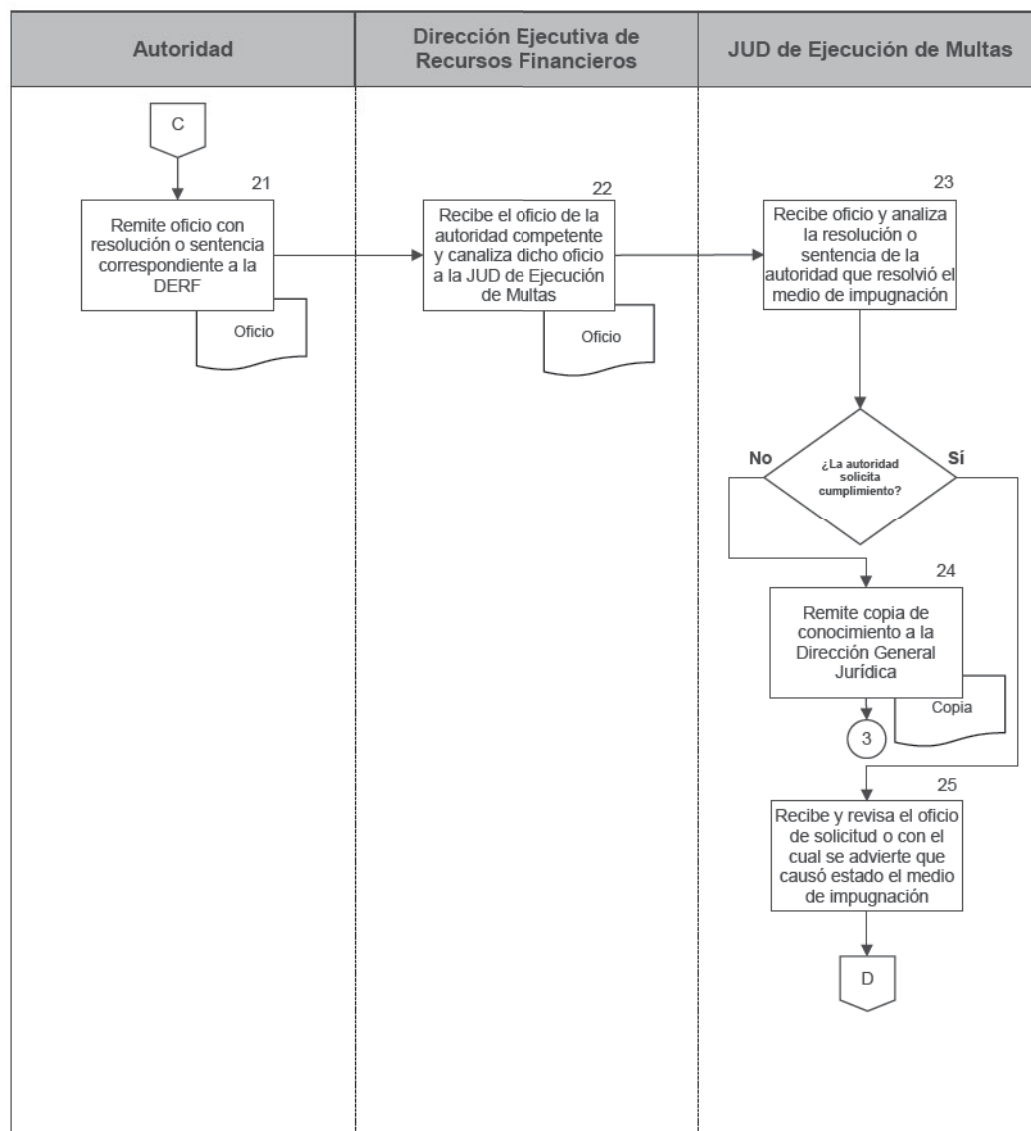 Autoridad
Dirección Ejecutiva de
Recursos Financieros
JUD de Ejecución de Multas
C
21
Remite oficio con
resolución o sentencia
correspondiente a la
DERF
Oficio
22
Recibe el oficio de la
autoridad competente
y canaliza dicho oficio
a la JUD de Ejecución
de Multas
Oficio
23
Recibe oficio y analiza
la resolución o
sentencia de la
autoridad que resolvió el
medio de impugnación
No
Sí
¿La autoridad
solicita
cumplimiento?
24
Remite copia de
conocimiento a la
Dirección General
Jurídica
Copia
3
25
Recibe y revisa el oficio
de solicitud o con el
cual se advierte que
causó estado el medio
de impugnación
D